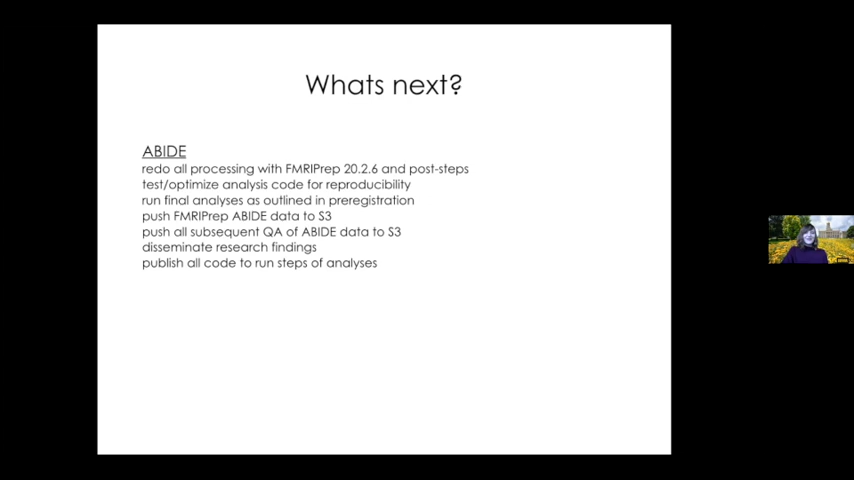 Whats next?
ABIDE
redo all processing with FMRIPrep 20.2.6 and post-steps
test/optimize analysis code for reproducibility
run final analyses as outlined in preregistration
push FMRIPrep ABIDE data to S3
push all subsequent QA of ABIDE data to S3
disseminate research findings
publish all code to run steps of analyses